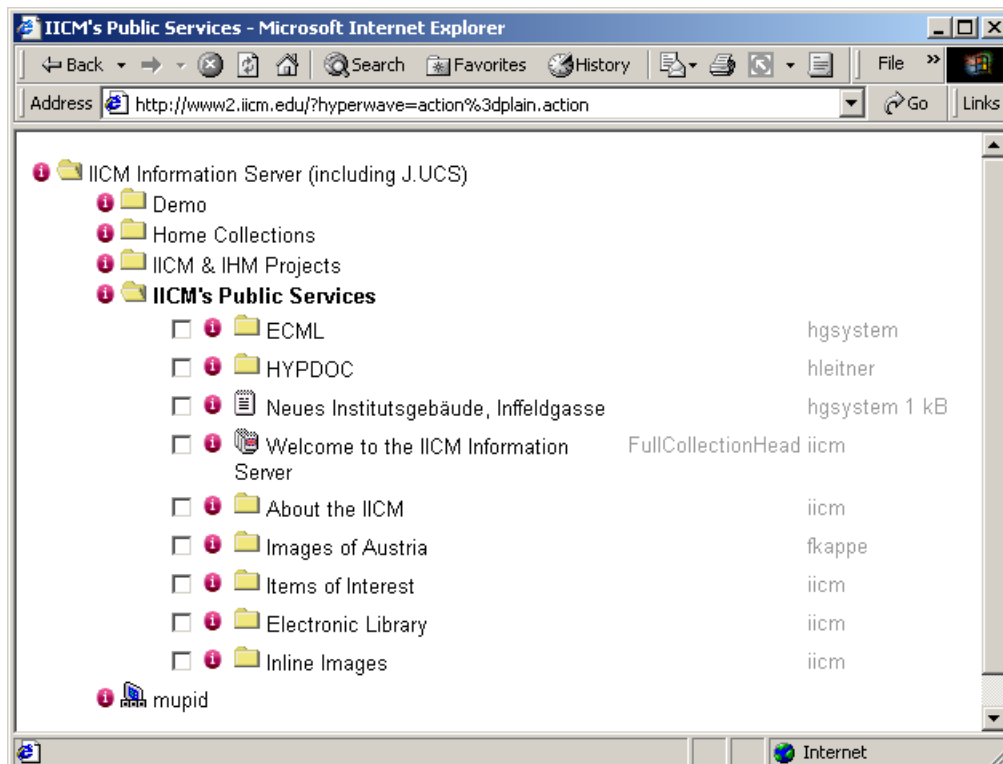 IICM's Public Services - Microsoft Internet Explorer
Back Search Favorites History File »
Address http://www2.iicm.edu/?hyperwave=action%3dplain.action Go Links
IICM Information Server (including J.UCS)
Demo
Home Collections
IICM & IHM Projects
IICM's Public Services
ECML hgsystem
HYPDOC hleitner
Neues Institutsgebäude, Inffeldgasse hgsystem 1 kB
Welcome to the IICM Information FullCollectionHead iicm
Server
About the IICM iicm
Images of Austria fkappe
Items of Interest iicm
Electronic Library iicm
Inline Images iicm
mupid
Internet